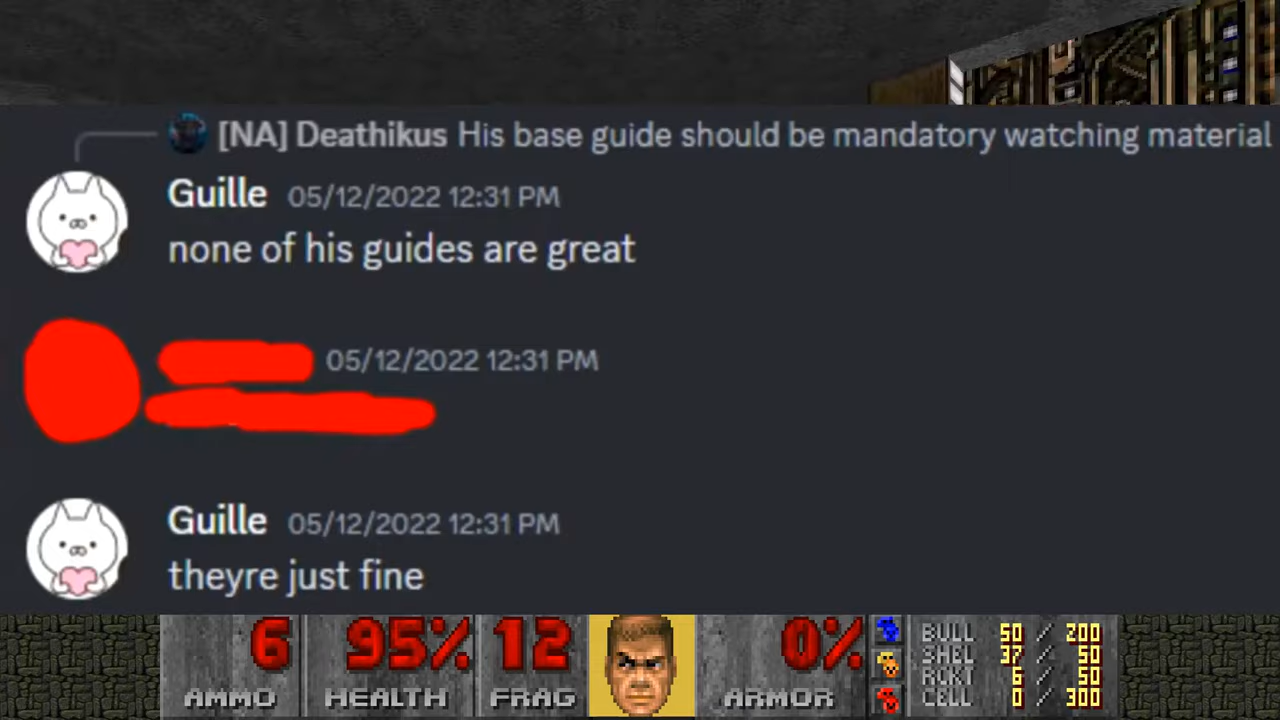 [NA] Deathikus His base guide should be mandatory watching material
Guille 05/12/2022 12:31 PM
none of his guides are great
05/12/2022 12:31 PM
Guille 05/12/2022 12:31 PM
theyre just fine
6 95% 12 0%
AMMO HEALTH FRAG ARMOR
BULL 50 / 200
SHEL 37 / 50
RCKT 6 / 50
CELL 0 / 300